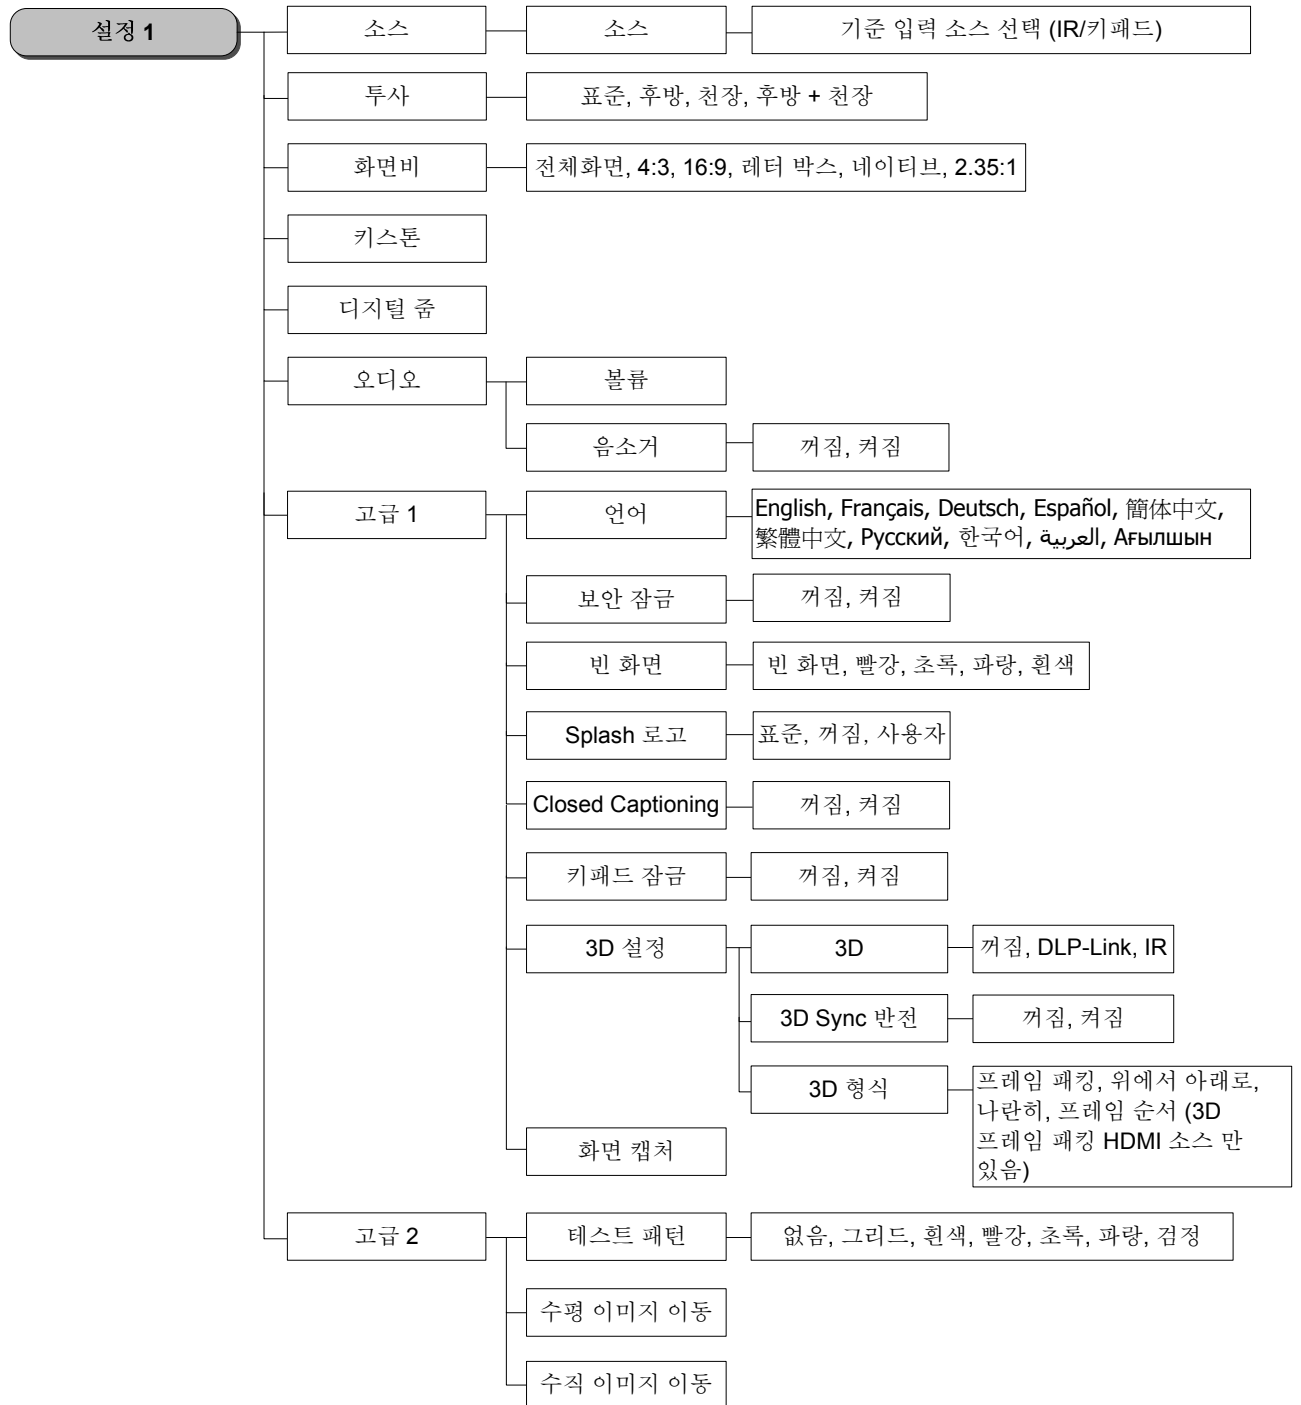 설정 1
소스
소스
기준 입력 소스 선택 (IR/키패드)
투사
표준, 후방, 천장, 후방 + 천장
화면비
전체화면, 4:3, 16:9, 레터 박스, 네이티브, 2.35:1
키스톤
디지털 줌
오디오
볼륨
음소거
꺼짐, 켜짐
고급 1
언어
English, Français, Deutsch, Español, 簡体中文,
繁體中文, Русский, 한국어, العربية, Ағылшын
보안 잠금
꺼짐, 켜짐
빈 화면
빈 화면, 빨강, 초록, 파랑, 흰색
Splash 로고
표준, 꺼짐, 사용자
Closed Captioning
꺼짐, 켜짐
키패드 잠금
꺼짐, 켜짐
3D 설정
3D
꺼짐, DLP-Link, IR
3D Sync 반전
꺼짐, 켜짐
3D 형식
프레임 패킹, 위에서 아래로,
나란히, 프레임 순서 (3D
프레임 패킹 HDMI 소스 만
있음)
화면 캡처
고급 2
테스트 패턴
없음, 그리드, 흰색, 빨강, 초록, 파랑, 검정
수평 이미지 이동
수직 이미지 이동